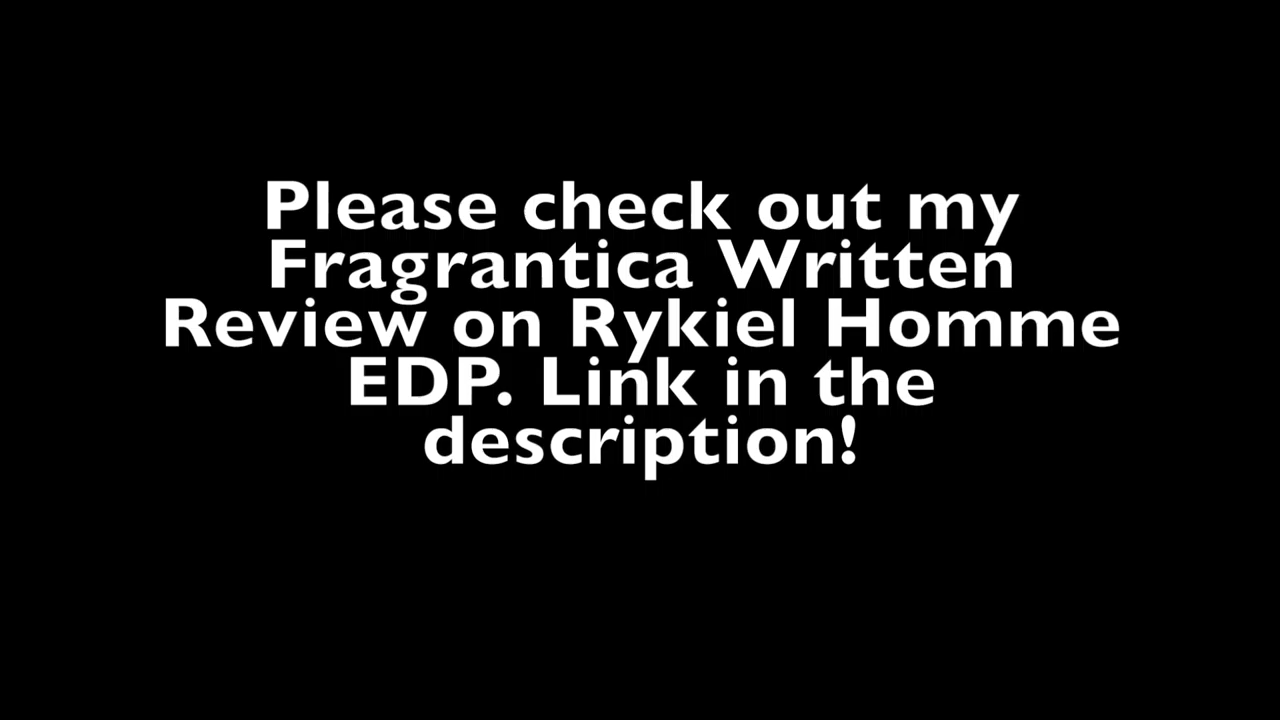 Please check out my
Fragrantica Written
Review on Rykiel Homme
EDP. Link in the
description!